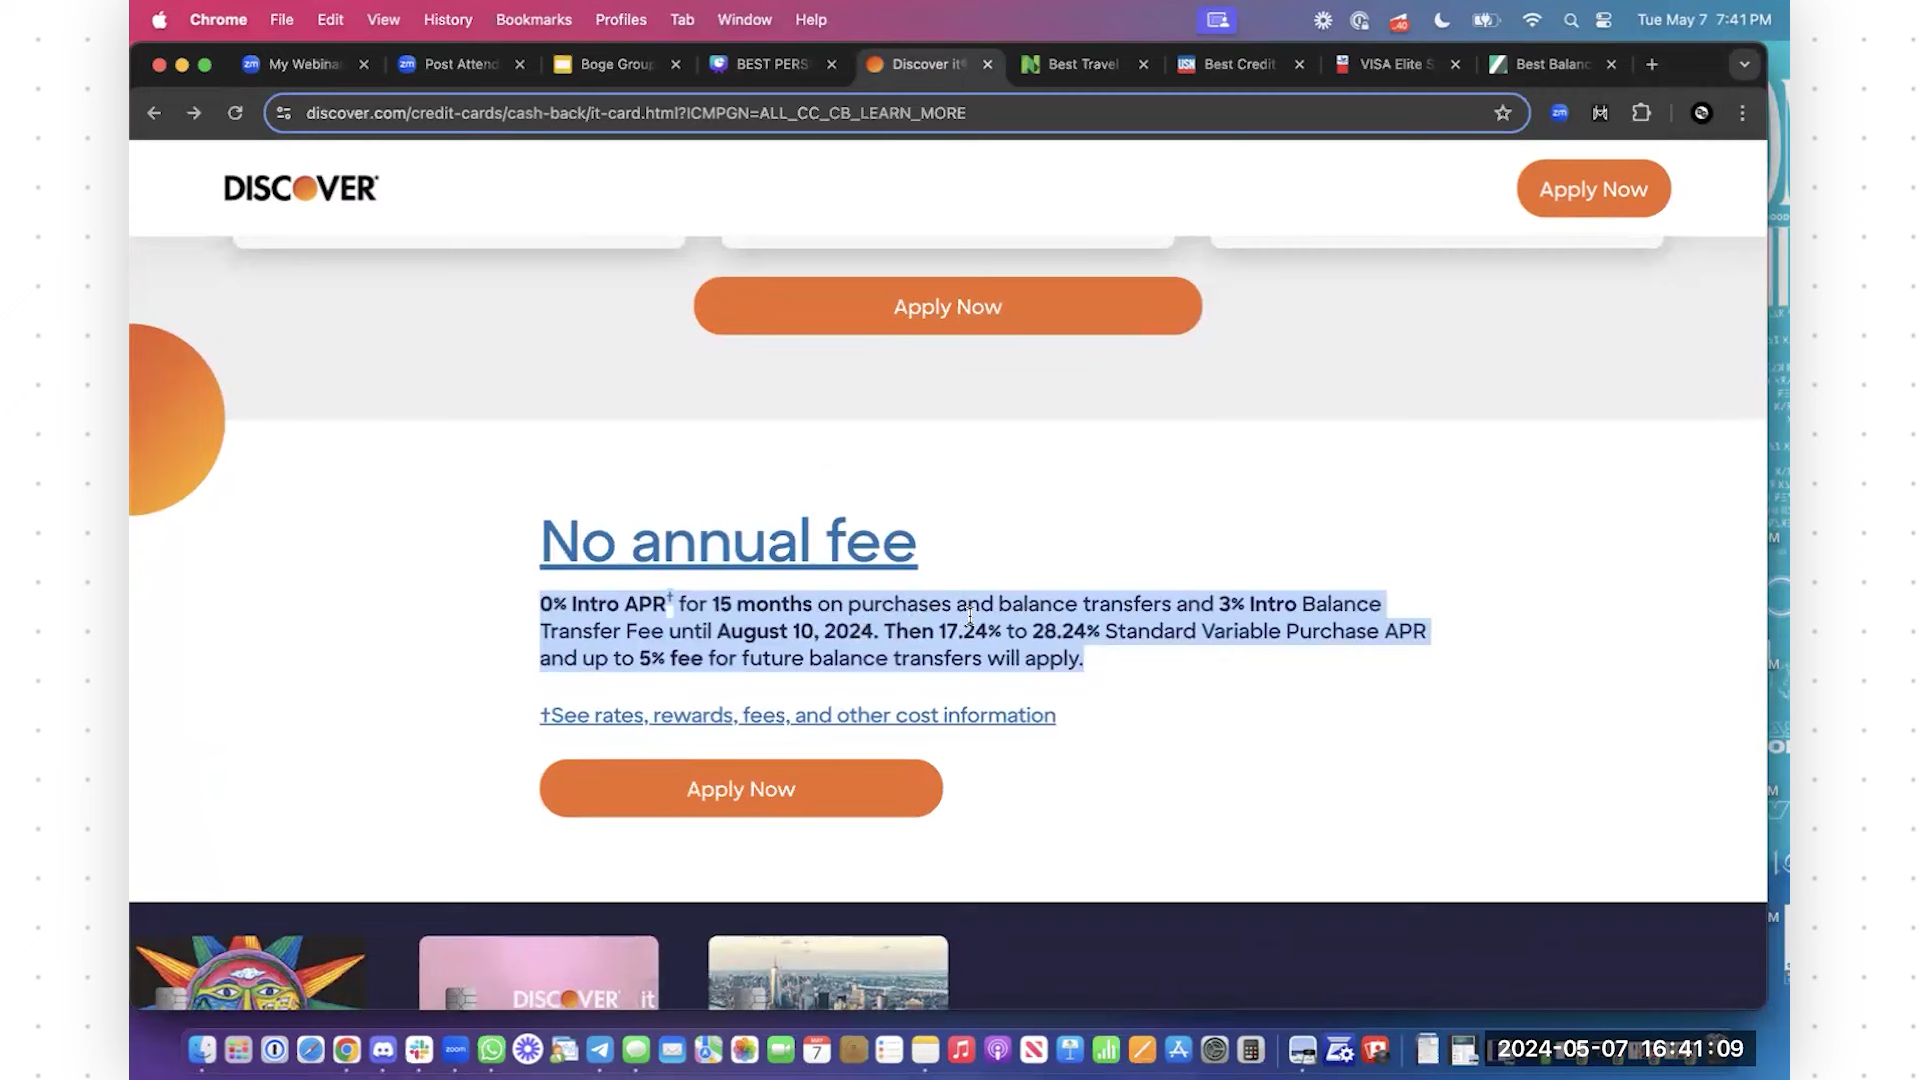 Chrome File Edit View History Bookmarks Profiles Tab Window Help Tue May 7 7:41 PM
My Webina Post Attend Boge Group BEST PERS Discover it Best Travel Best Credit VISA Elite S Best Balanc
discover.com/credit-cards/cash-back/it-card.html?ICMPGN=ALL_CC_CB_LEARN_MORE
DISCOVER
Apply Now
Apply Now
No annual fee
0% Intro APR† for 15 months on purchases and balance transfers and 3% Intro Balance
Transfer Fee until August 10, 2024. Then 17.24% to 28.24% Standard Variable Purchase APR
and up to 5% fee for future balance transfers will apply.
†See rates, rewards, fees, and other cost information
Apply Now
DISCOVER it
2024-05-07 16:41:09